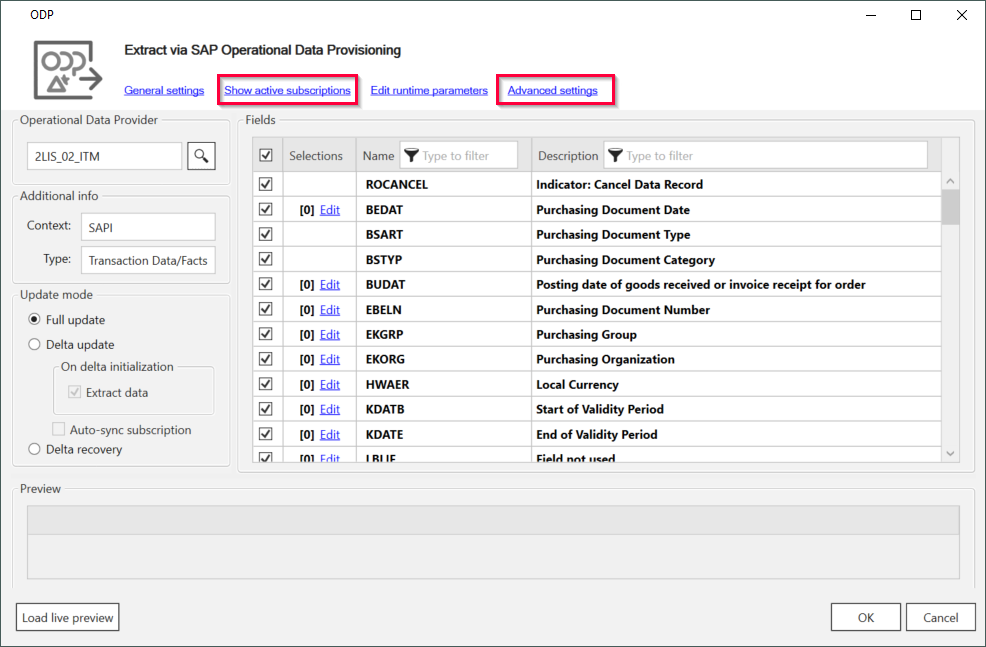 ODP
Extract via SAP Operational Data Provisioning
General settings Show active subscriptions Edit runtime parameters Advanced settings
Operational Data Provider
2LIS_02_ITM
Additional info
Context: SAPI
Type: Transaction Data/Facts
Update mode
Full update
Delta update
On delta initialization
Extract data
Auto-sync subscription
Delta recovery
Fields
Selections Name Type to filter Description Type to filter
ROCANCEL Indicator: Cancel Data Record
[0] Edit BEDAT Purchasing Document Date
BSART Purchasing Document Type
BSTYP Purchasing Document Category
[0] Edit BUDAT Posting date of goods received or invoice receipt for order
[0] Edit EBELN Purchasing Document Number
[0] Edit EKGRP Purchasing Group
[0] Edit EKORG Purchasing Organization
[0] Edit HWAER Local Currency
[0] Edit KDATB Start of Validity Period
[0] Edit KDATE End of Validity Period
[0] Edit LBLIF Field not used
Preview
Load live preview OK Cancel